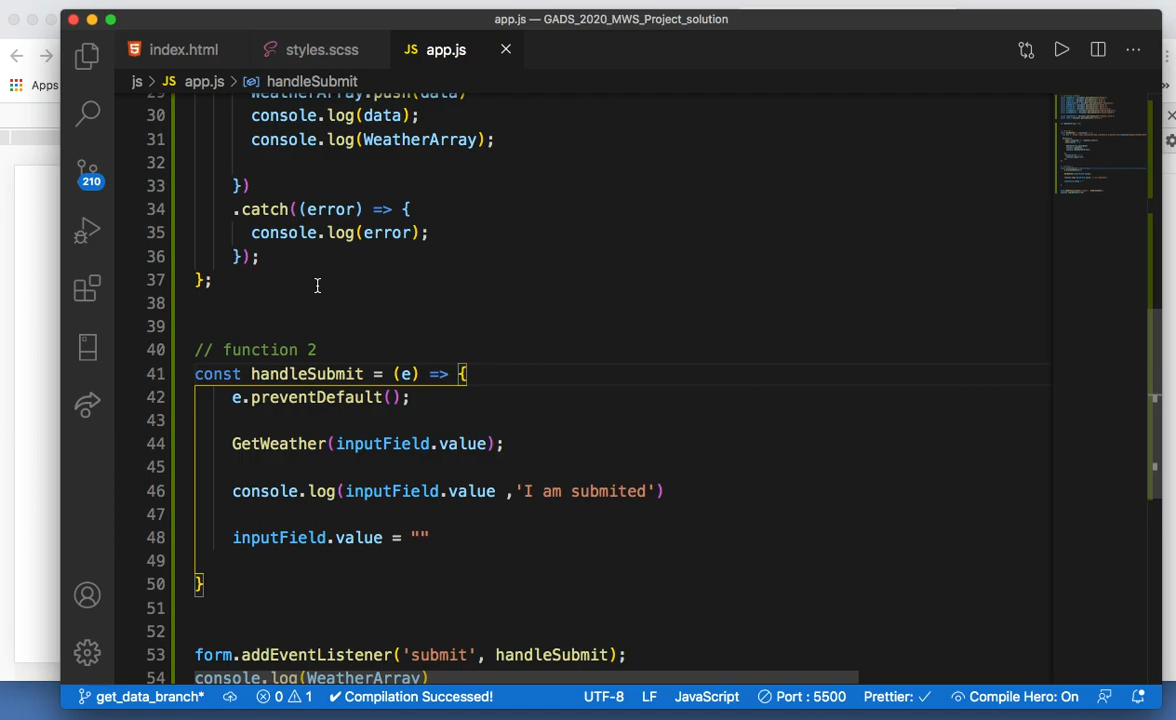 app.js — GADS_2020_MWS_Project_solution
Apps
index.html styles.scss JS app.js
js > JS app.js > handleSubmit
29 WeatherArray.push(data)
30 console.log(data);
31 console.log(WeatherArray);
32
33 })
34 .catch((error) => {
35 console.log(error);
36 });
37 };
38
39
40 // function 2
41 const handleSubmit = (e) => {
42 e.preventDefault();
43
44 GetWeather(inputField.value);
45
46 console.log(inputField.value ,'I am submited')
47
48 inputField.value = ""
49
50 }
51
52
53 form.addEventListener('submit', handleSubmit);
54 console.log(WeatherArray)
210
get_data_branch* 0 1 ✔ Compilation Successed! UTF-8 LF JavaScript Port : 5500 Prettier: ✓ Compile Hero: On